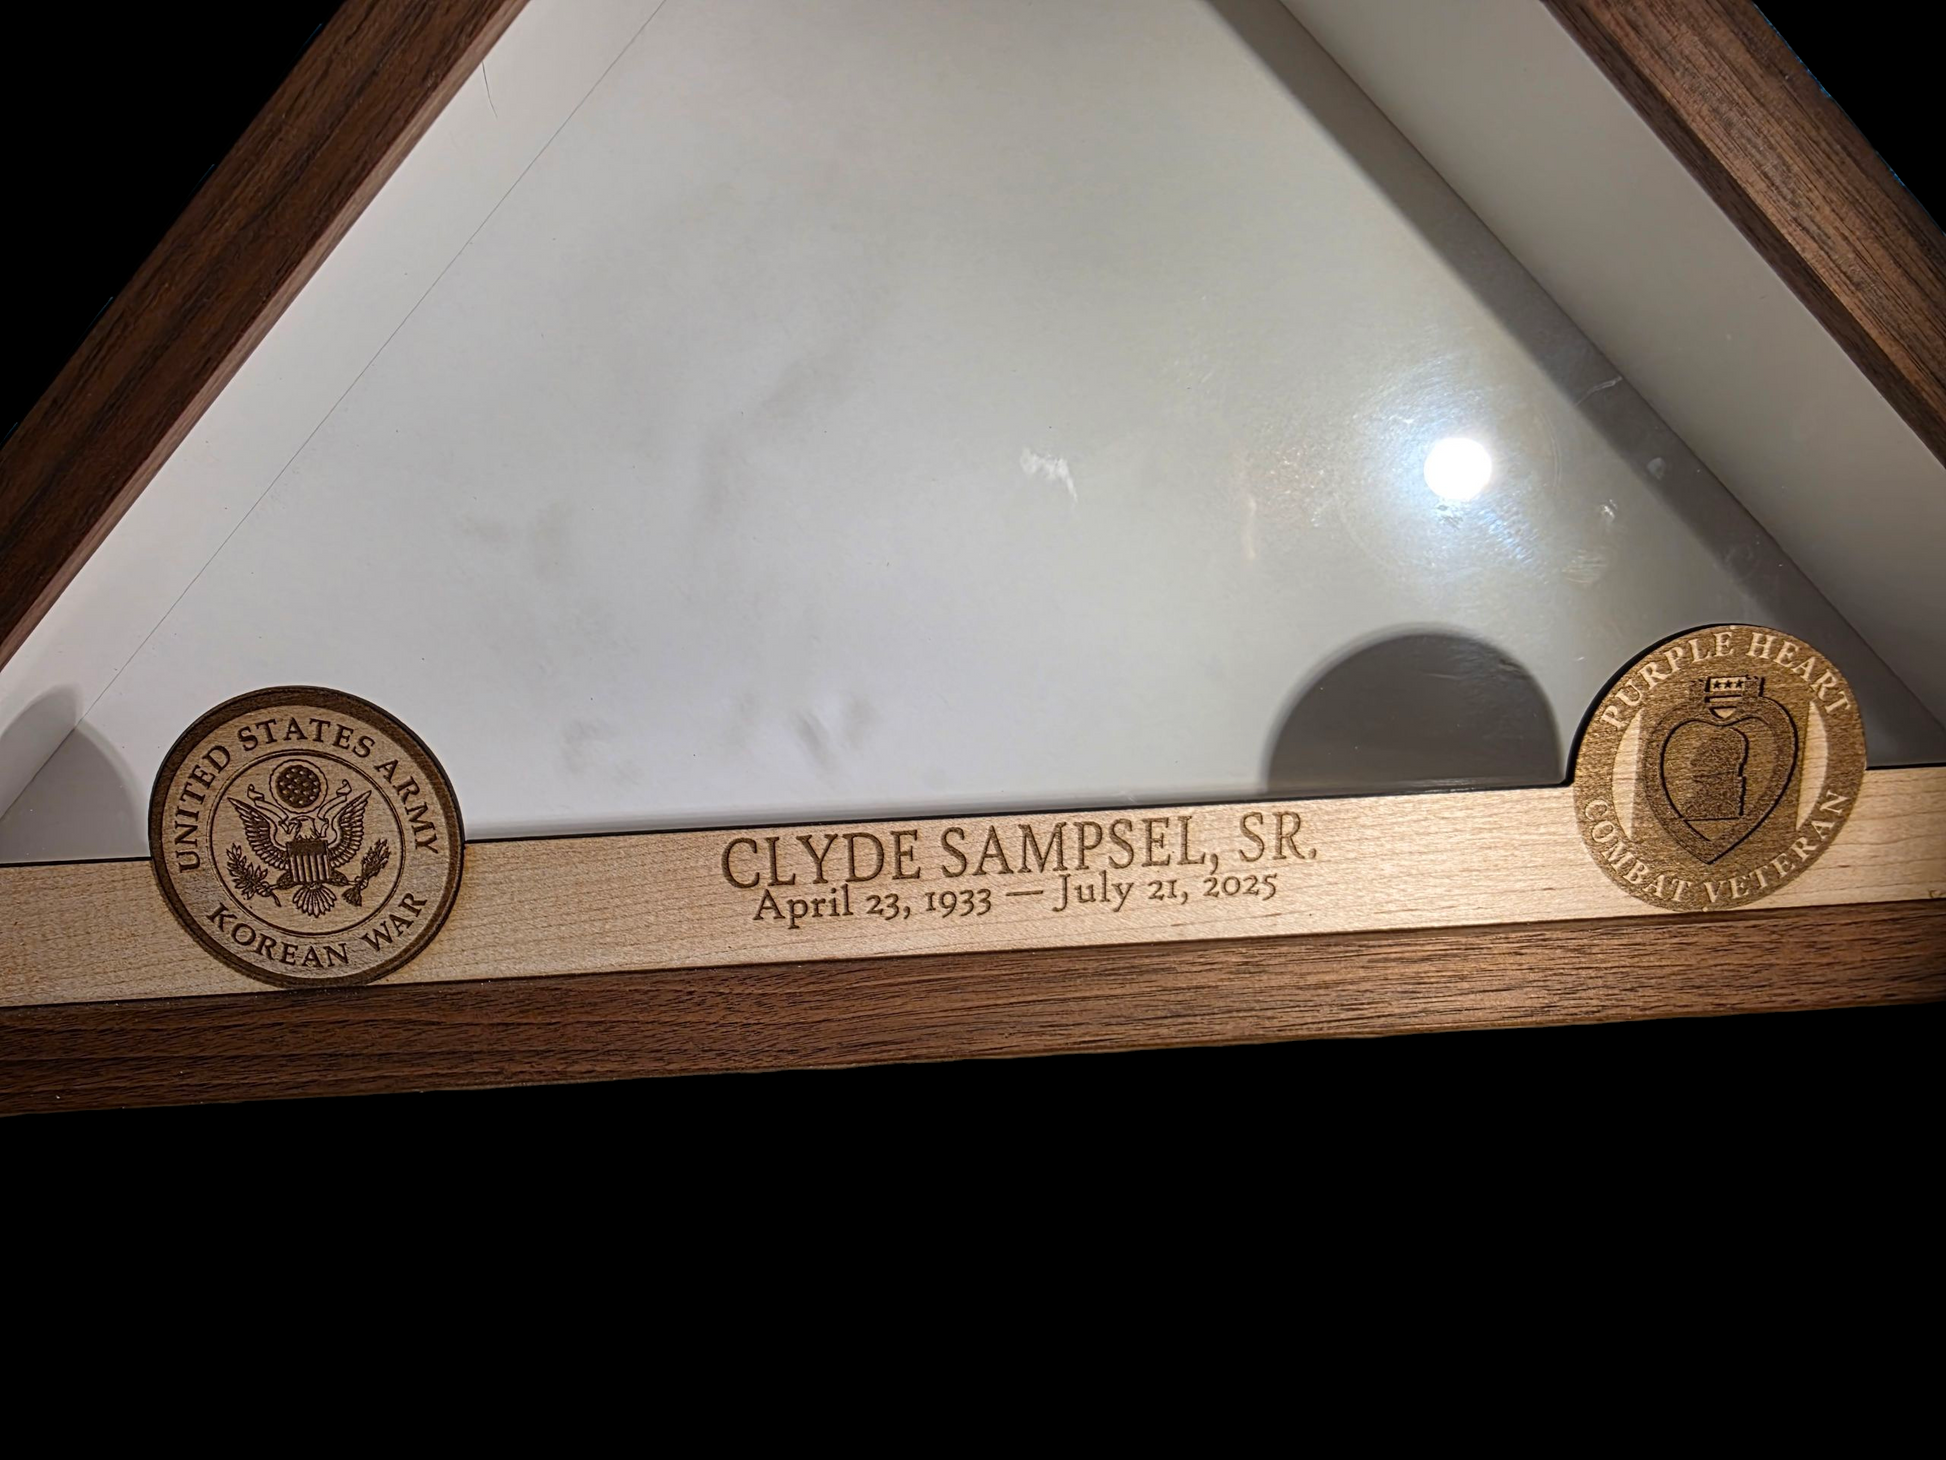 UNITED STATES ARMY
KOREAN WAR
CLYDE SAMPSEL, SR.
April 23, 1933 — July 21, 2025
PURPLE HEART
COMBAT VETERAN